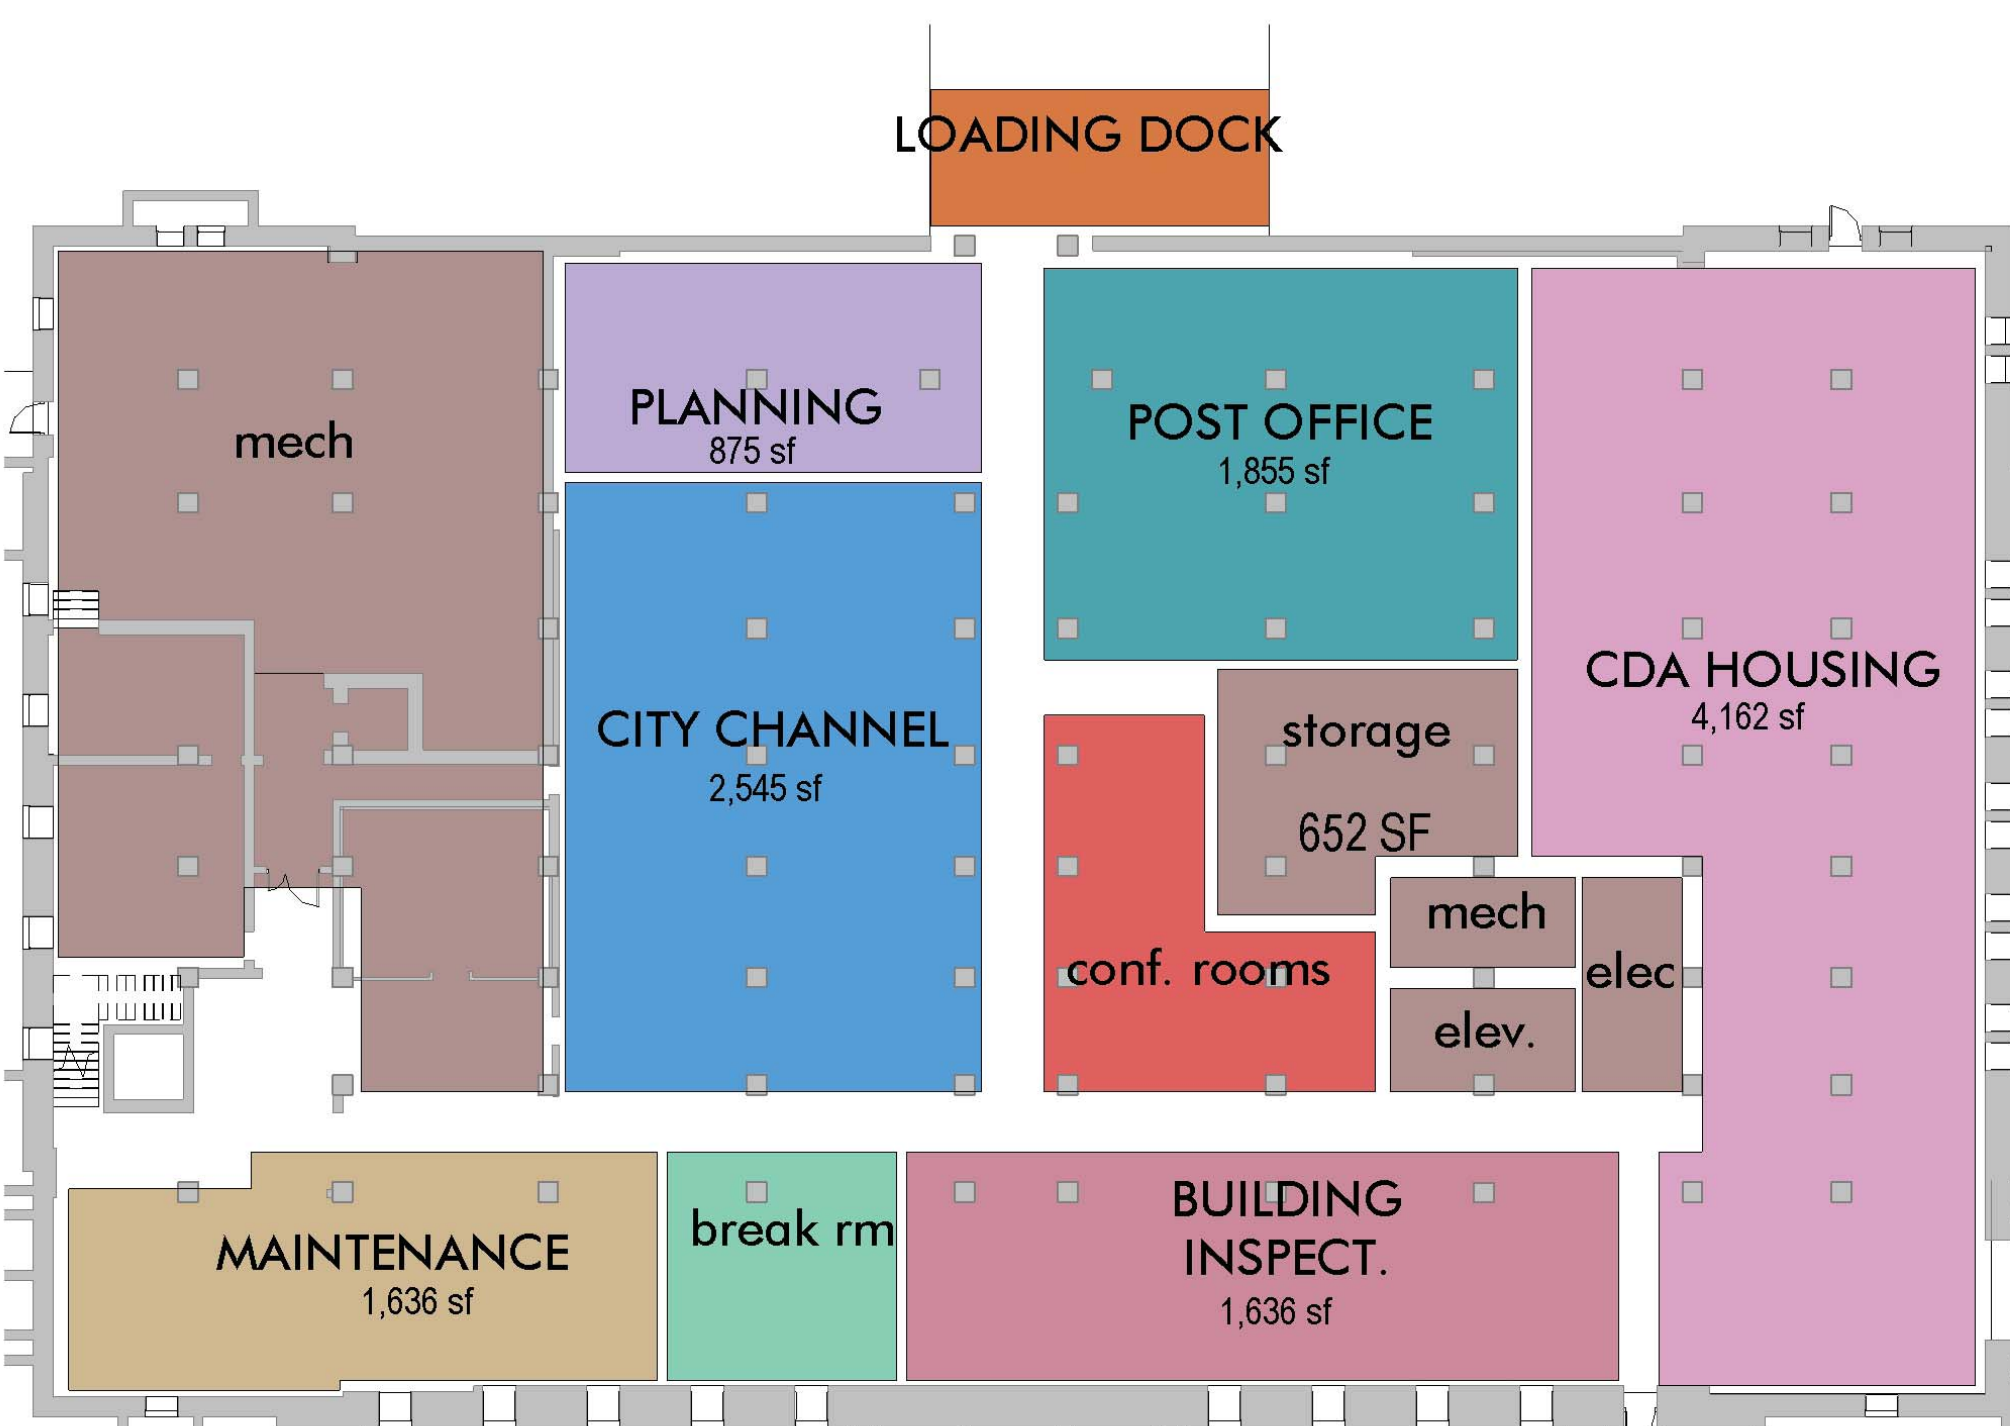 LOADING DOCK
PLANNING
875 sf
POST OFFICE
1,855 sf
mech
CDA HOUSING
4,162 sf
CITY CHANNEL
2,545 sf
storage
652 SF
mech
conf. rooms
elec
elev.
MAINTENANCE
1,636 sf
break rm
BUILDING
INSPECT.
1,636 sf